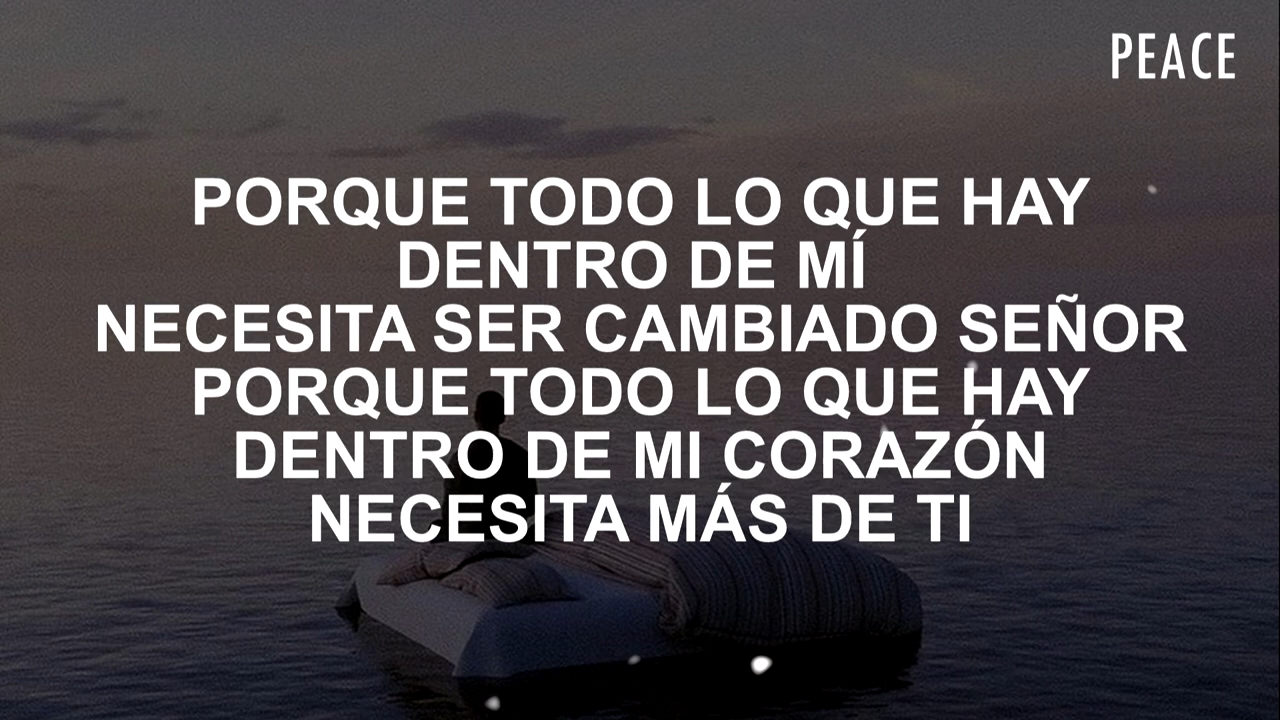 PEACE
PORQUE TODO LO QUE HAY
DENTRO DE MÍ
NECESITA SER CAMBIADO SEÑOR
PORQUE TODO LO QUE HAY
DENTRO DE MI CORAZÓN
NECESITA MÁS DE TI